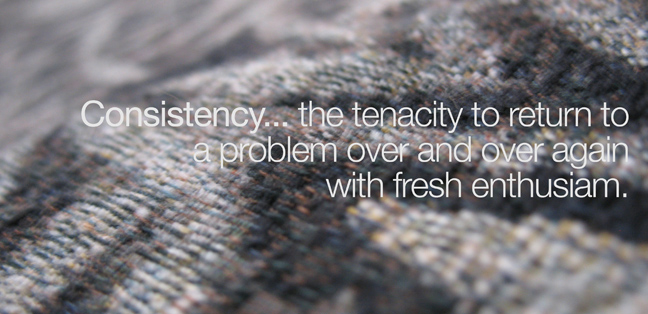 Consistency... the tenacity to return to
a problem over and over again
with fresh enthusiam.